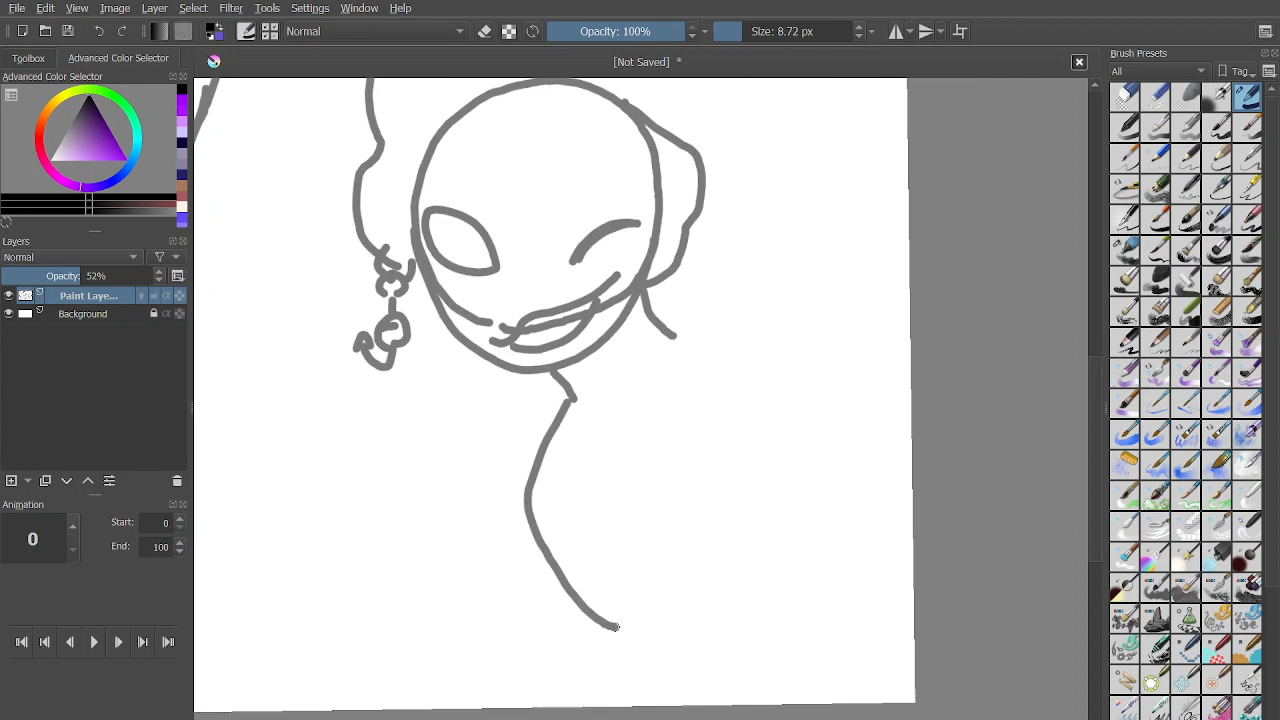 File Edit View Image Layer Select Filter Tools Settings Window Help
Normal Opacity: 100% Size: 8.72 px
Toolbox Advanced Color Selector [Not Saved] * Brush Presets
Advanced Color Selector All Tag
Layers
Normal
Opacity: 52%
Paint Laye...
Background
Animation
0 Start: 0
End: 100